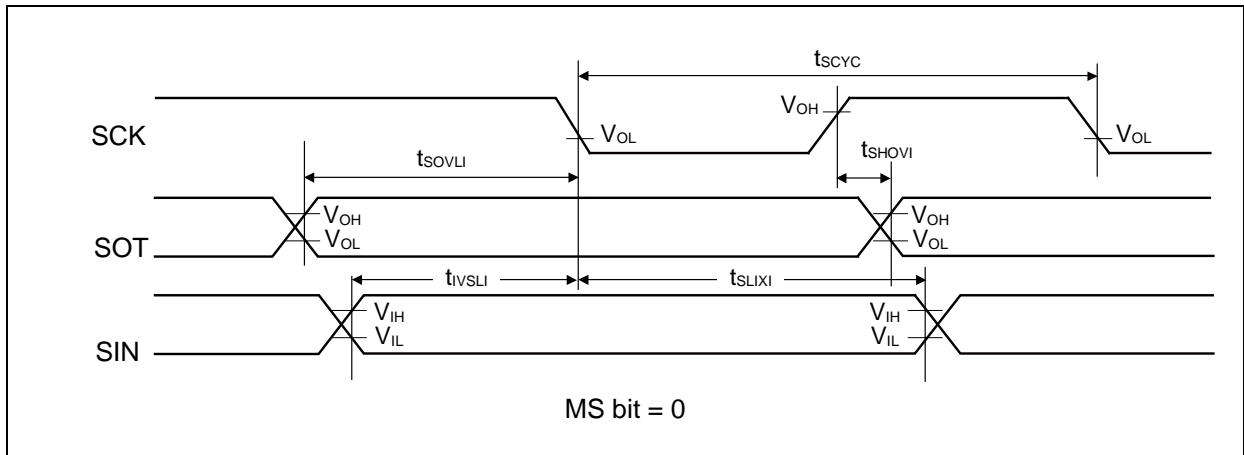 tSCYC
SCK
VOL
VOH
VOL
tSOVLI
tSHOVI
SOT
VOH
VOL
VOH
VOL
tIVSLI
tSLIXI
SIN
VIH
VIL
VIH
VIL
MS bit = 0